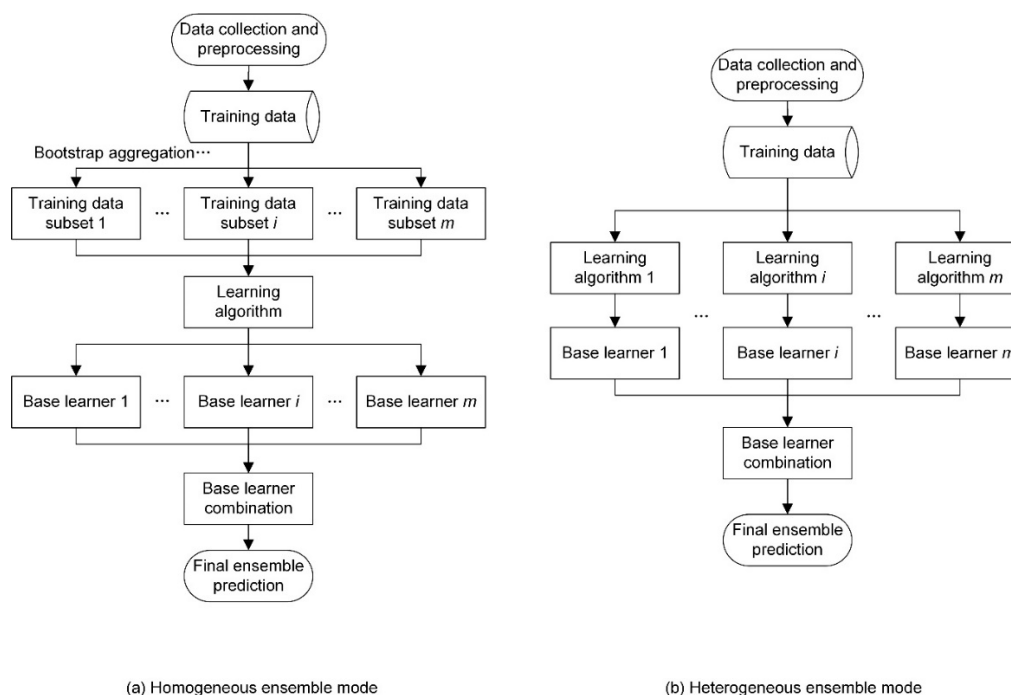 Data collection and
preprocessing
Training data
Bootstrap aggregation···
Training data
subset 1
...
Training data
subset i
...
Training data
subset m
Learning
algorithm
Base learner 1
...
Base learner i
...
Base learner m
Base learner
combination
Final ensemble
prediction
(a) Homogeneous ensemble mode
Data collection and
preprocessing
Training data
Learning
algorithm 1
Learning
algorithm i
Learning
algorithm m
...
...
Base learner 1
Base learner i
Base learner m
Base learner
combination
Final ensemble
prediction
(b) Heterogeneous ensemble mode